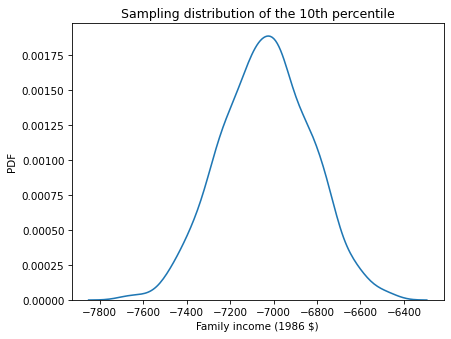 Sampling distribution of the 10th percentile
0.00175
0.00150
0.00125
0.00100
0.00075
0.00050
0.00025
0.00000
PDF
−7800 −7600 −7400 −7200 −7000 −6800 −6600 −6400
Family income (1986 $)